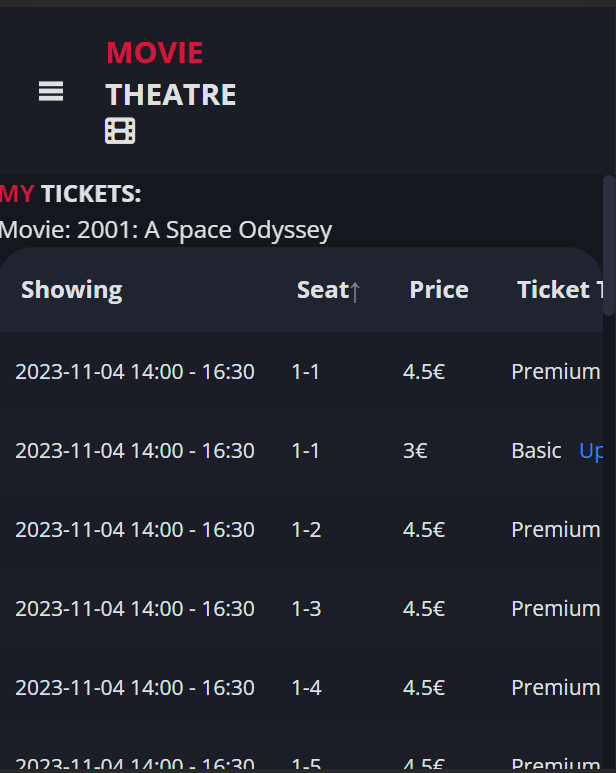 MOVIE
THEATRE
MY TICKETS:
Movie: 2001: A Space Odyssey
Showing Seat↑ Price Ticket T
2023-11-04 14:00 - 16:30 1-1 4.5€ Premium
2023-11-04 14:00 - 16:30 1-1 3€ Basic Up
2023-11-04 14:00 - 16:30 1-2 4.5€ Premium
2023-11-04 14:00 - 16:30 1-3 4.5€ Premium
2023-11-04 14:00 - 16:30 1-4 4.5€ Premium
2023-11-04 14:00 - 16:30 1-5 4.5€ Premium